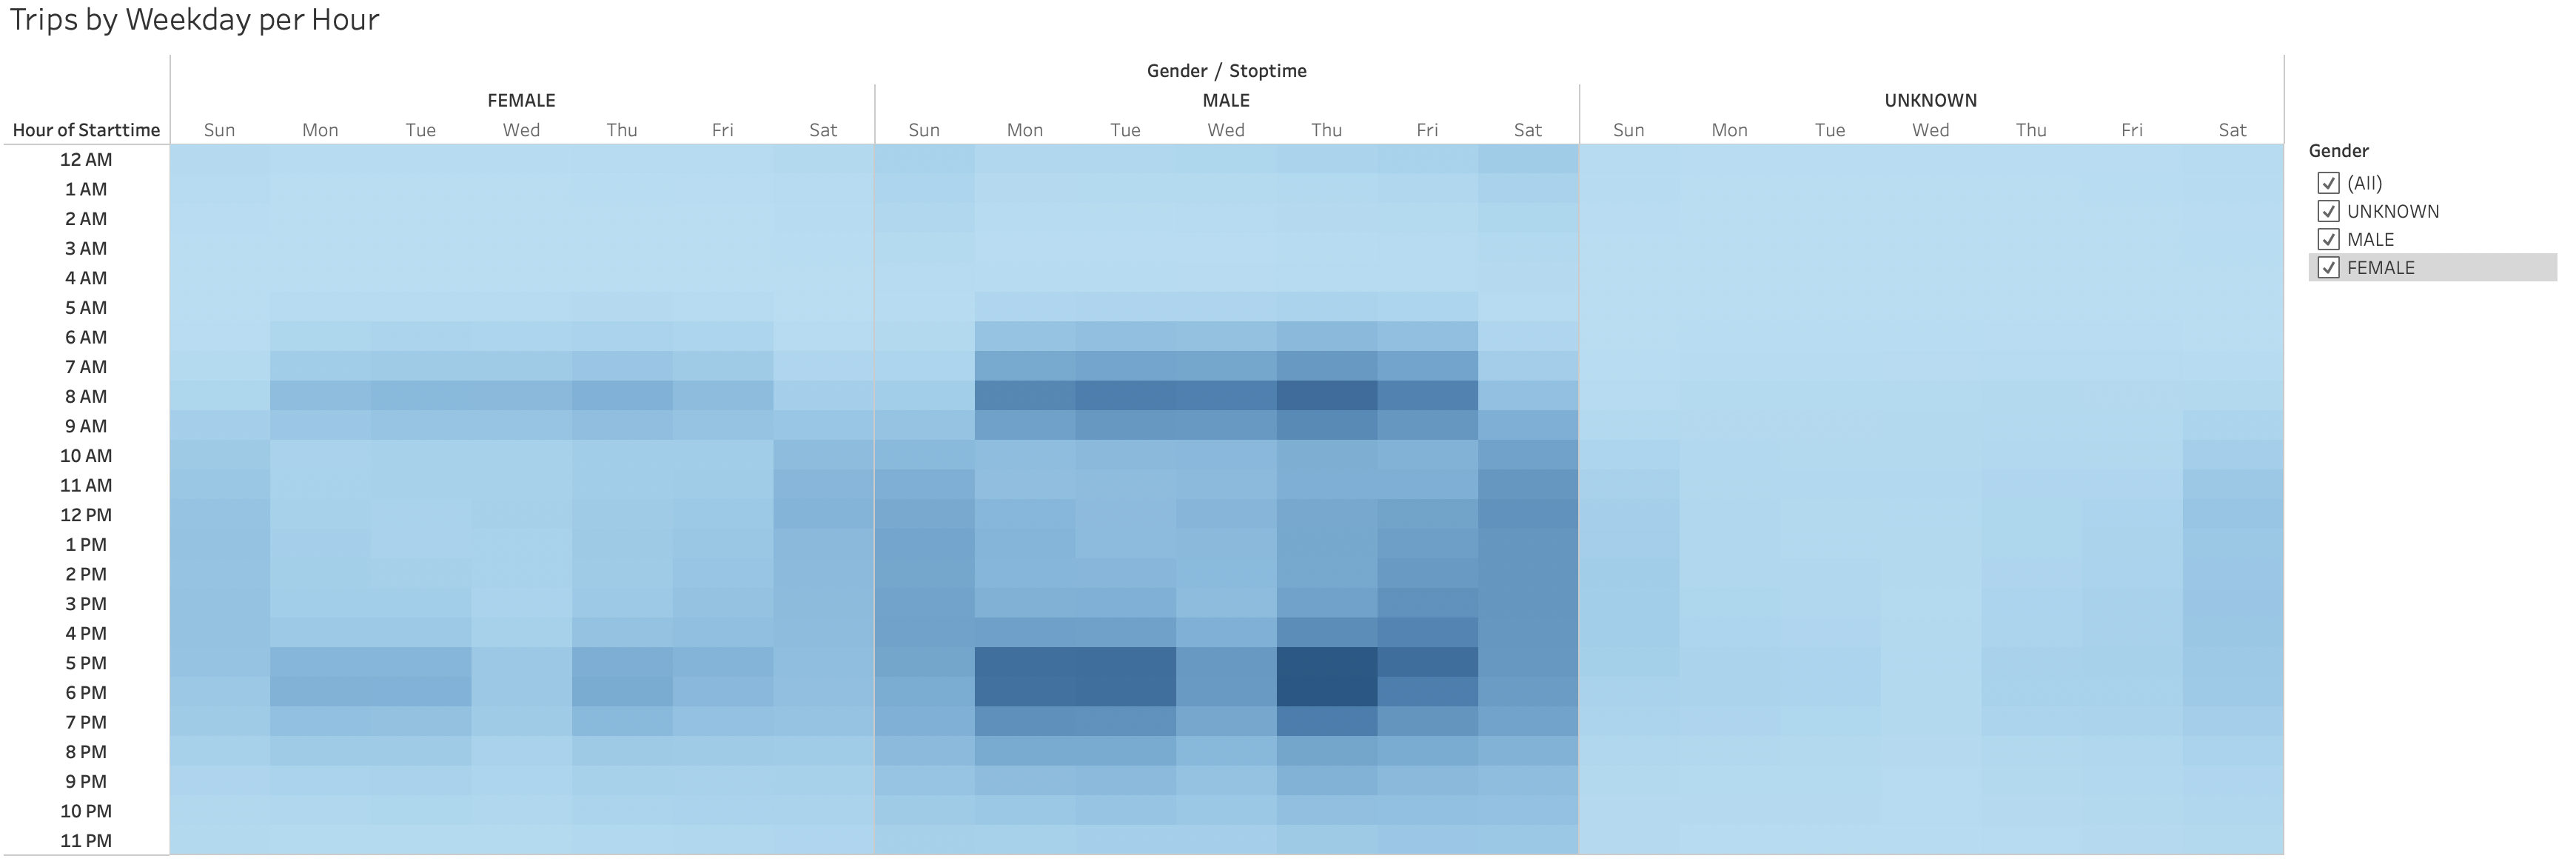 Trips by Weekday per Hour
Gender / Stoptime
FEMALE MALE UNKNOWN
Hour of Starttime Sun Mon Tue Wed Thu Fri Sat Sun Mon Tue Wed Thu Fri Sat Sun Mon Tue Wed Thu Fri Sat
12 AM
1 AM
2 AM
3 AM
4 AM
5 AM
6 AM
7 AM
8 AM
9 AM
10 AM
11 AM
12 PM
1 PM
2 PM
3 PM
4 PM
5 PM
6 PM
7 PM
8 PM
9 PM
10 PM
11 PM
Gender
(All)
UNKNOWN
MALE
FEMALE